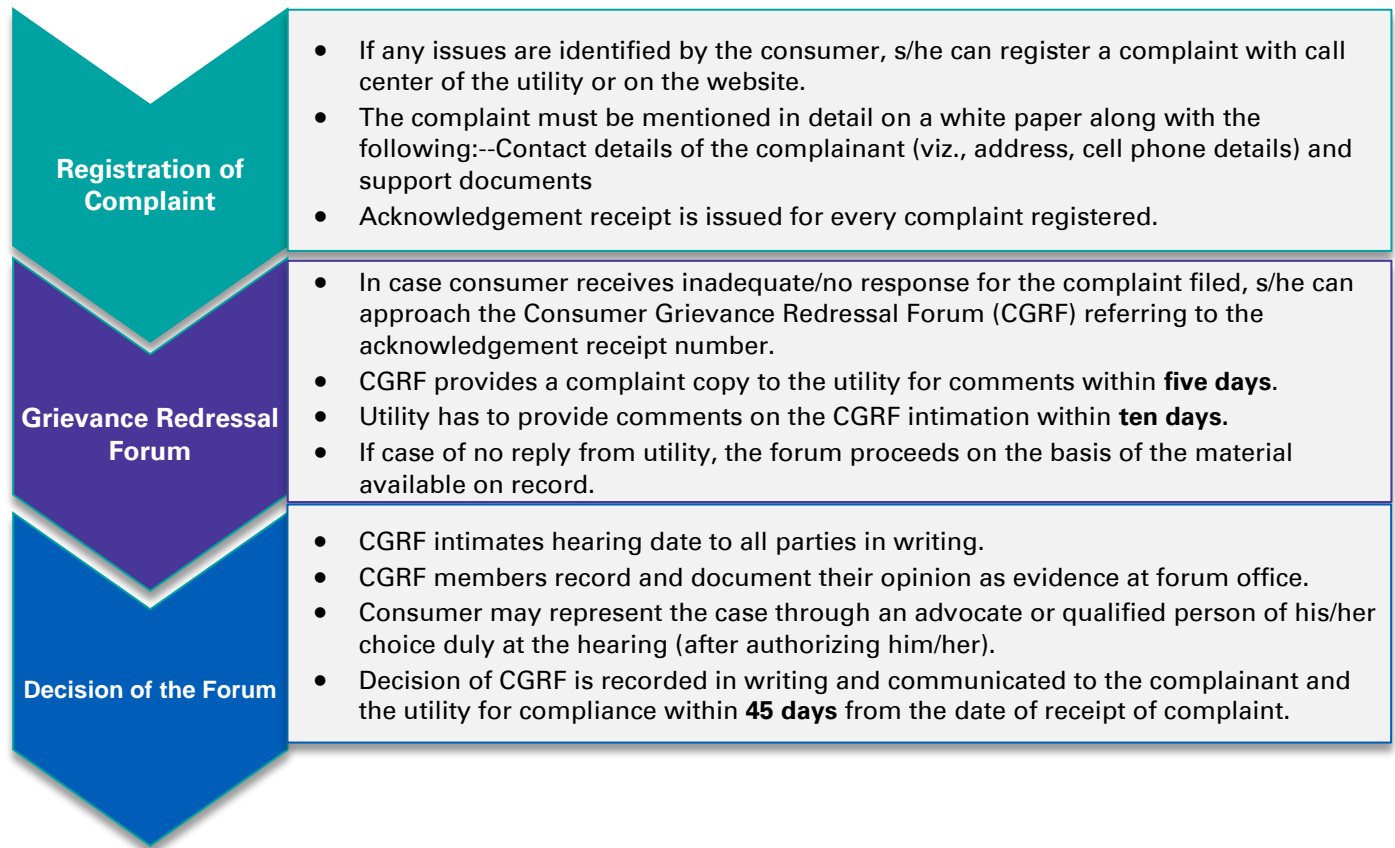 Registration of
Complaint
• If any issues are identified by the consumer, s/he can register a complaint with call
center of the utility or on the website.
• The complaint must be mentioned in detail on a white paper along with the
following:--Contact details of the complainant (viz., address, cell phone details) and
support documents
• Acknowledgement receipt is issued for every complaint registered.
Grievance Redressal
Forum
• In case consumer receives inadequate/no response for the complaint filed, s/he can
approach the Consumer Grievance Redressal Forum (CGRF) referring to the
acknowledgement receipt number.
• CGRF provides a complaint copy to the utility for comments within five days.
• Utility has to provide comments on the CGRF intimation within ten days.
• If case of no reply from utility, the forum proceeds on the basis of the material
available on record.
Decision of the Forum
• CGRF intimates hearing date to all parties in writing.
• CGRF members record and document their opinion as evidence at forum office.
• Consumer may represent the case through an advocate or qualified person of his/her
choice duly at the hearing (after authorizing him/her).
• Decision of CGRF is recorded in writing and communicated to the complainant and
the utility for compliance within 45 days from the date of receipt of complaint.